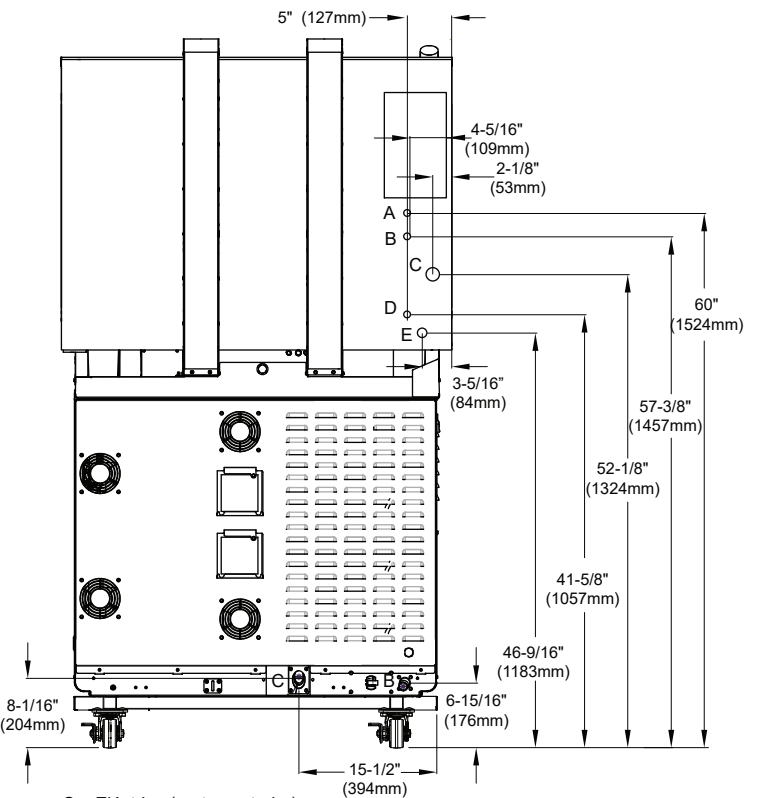 5" (127mm)
4-5/16"
(109mm)
2-1/8"
(53mm)
A
B
C
D
E
60"
(1524mm)
3-5/16"
(84mm)
57-3/8"
(1457mm)
52-1/8"
(1324mm)
41-5/8"
(1057mm)
46-9/16"
(1183mm)
C
B
8-1/16"
(204mm)
6-15/16"
(176mm)
15-1/2"
(394mm)